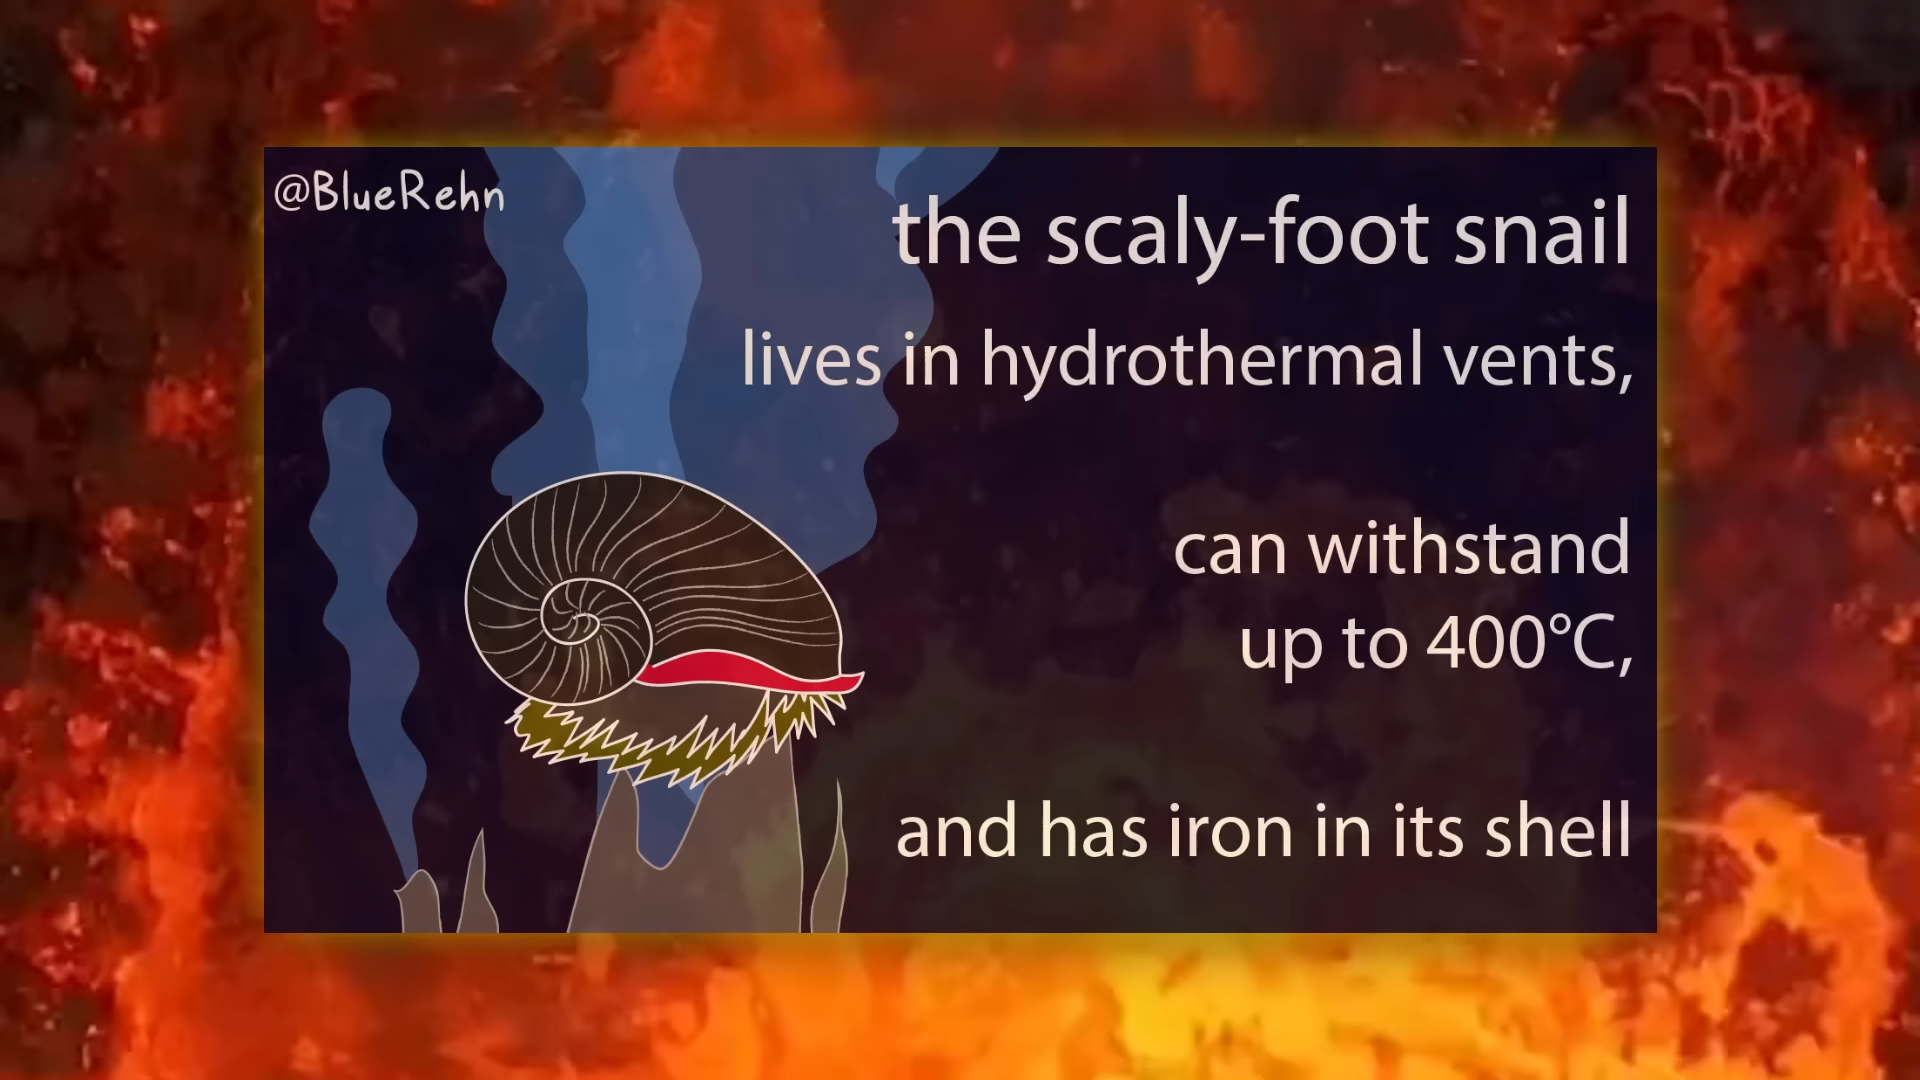 @BlueRehn
the scaly-foot snail
lives in hydrothermal vents,
can withstand
up to 400°C,
and has iron in its shell